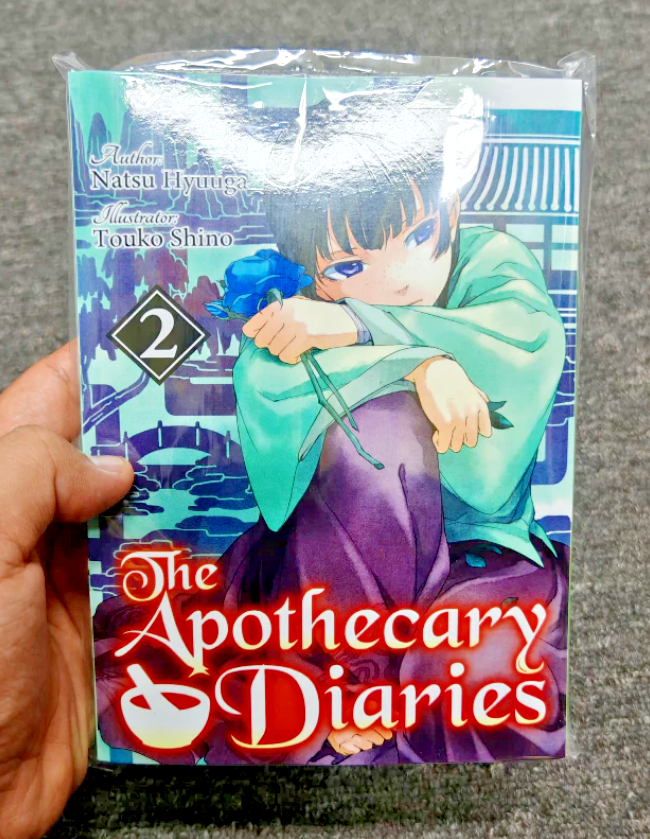 Author:
Natsu Hyuuga
Illustrator:
Touko Shino
2
The
Apothecary
Diaries